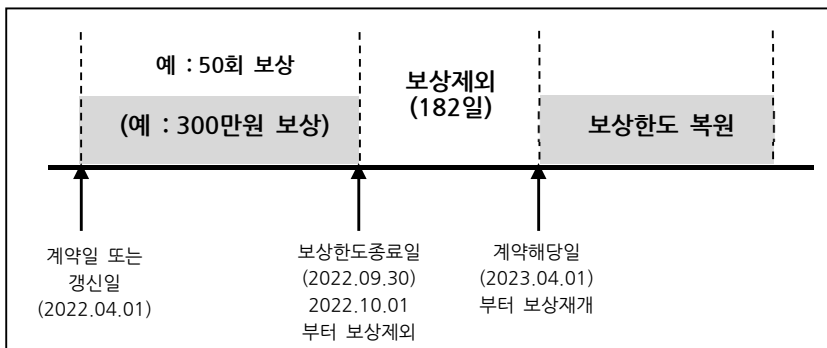 예 : 50회 보상
(예 : 300만원 보상)
보상제외
(182일)
보상한도 복원
계약일 또는
갱신일
(2022.04.01)
보상한도종료일
(2022.09.30)
2022.10.01
부터 보상제외
계약해당일
(2023.04.01)
부터 보상재개